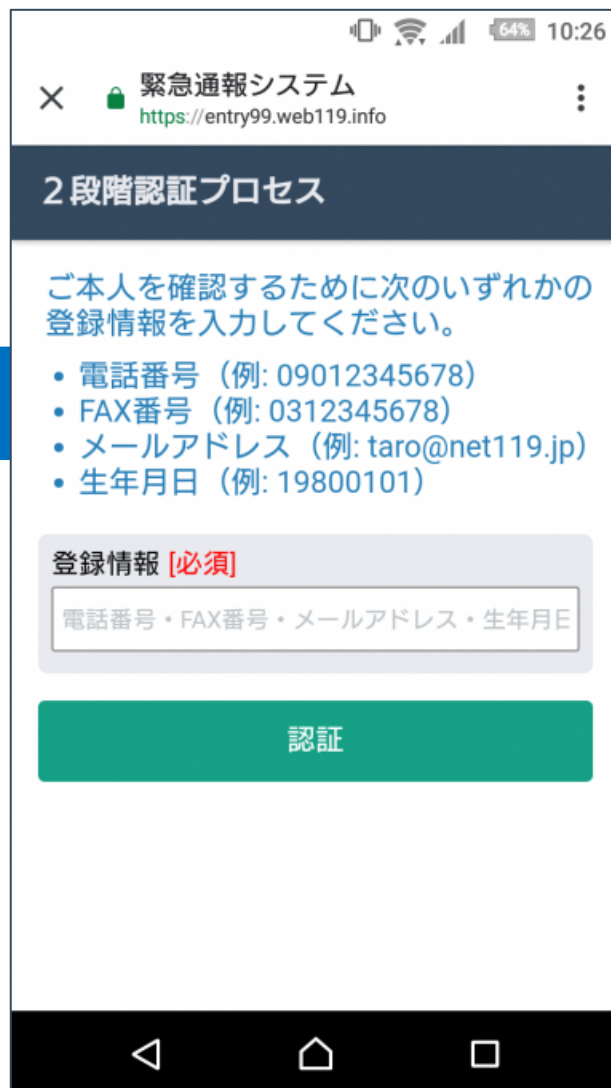 64% 10:26
緊急通報システム
https://entry99.web119.info
２段階認証プロセス
ご本人を確認するために次のいずれかの
登録情報を入力してください。
• 電話番号（例: 09012345678）
• FAX番号（例: 0312345678）
• メールアドレス（例: taro@net119.jp）
• 生年月日（例: 19800101）
登録情報 [必須]
電話番号・FAX番号・メールアドレス・生年月日
認証